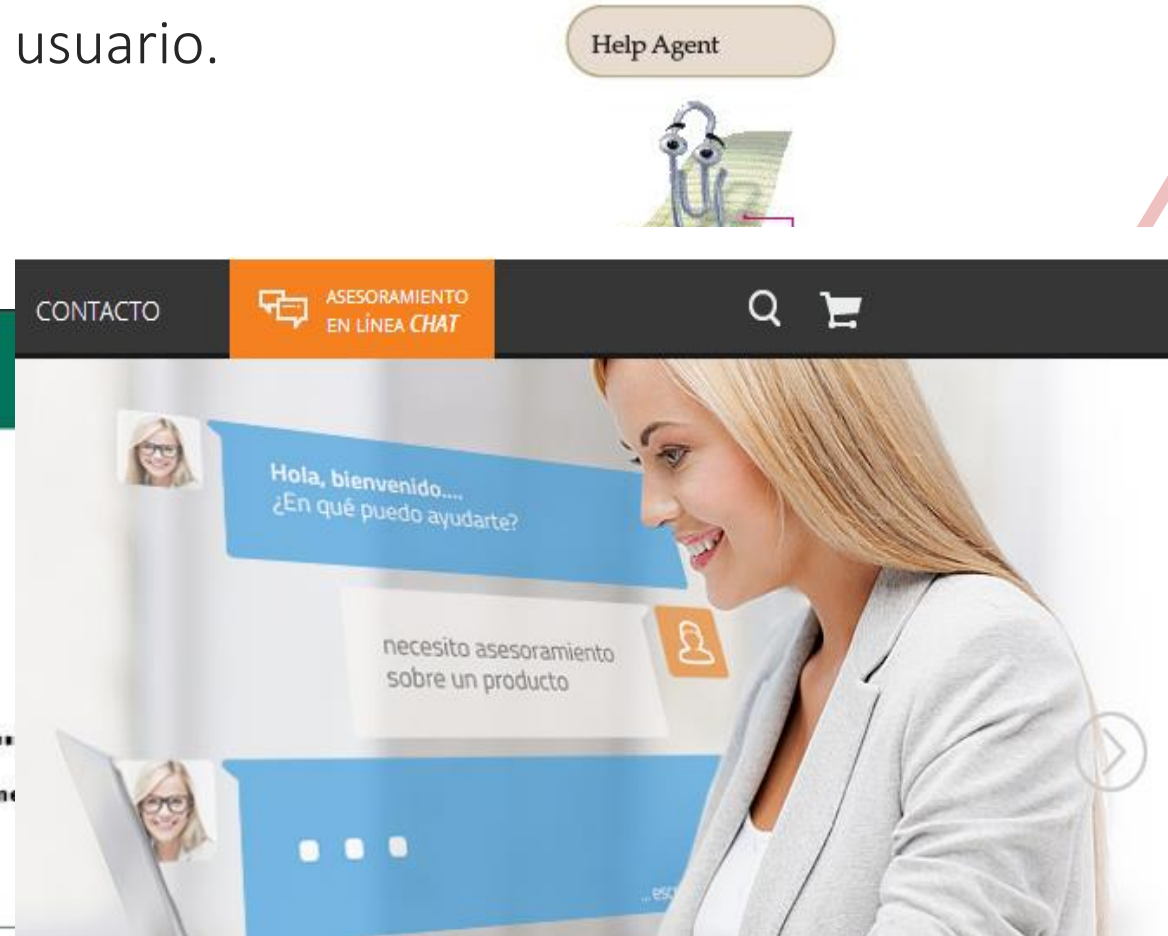 usuario.
Help Agent
CONTACTO
ASESORAMIENTO
EN LÍNEA CHAT
Hola, bienvenido....
¿En qué puedo ayudarte?
necesito asesoramiento
sobre un producto